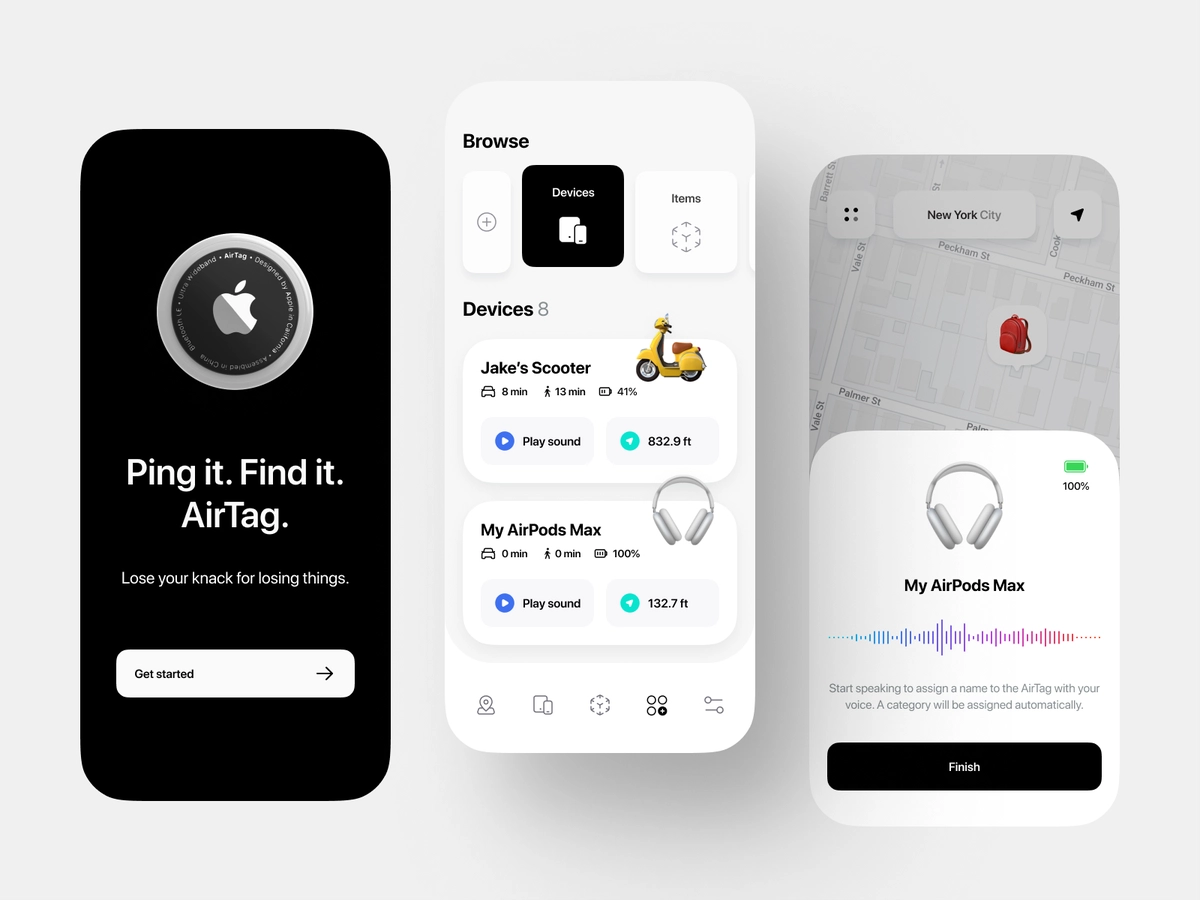 • AirTag • Designed by Apple in California • Assembled in China Bluetooth LE • Ultra Wideband
Ping it. Find it.
AirTag.
Lose your knack for losing things.
Get started
Browse
Devices
Items
Devices 8
Jake's Scooter
8 min 13 min 41%
Play sound
832.9 ft
My AirPods Max
0 min 0 min 100%
Play sound
132.7 ft
Barrett St
St
New York City
Vale St
Peckham St
Cook
Peckham St
Palmer St
Palm
Vale St
100%
My AirPods Max
Start speaking to assign a name to the AirTag with your
voice. A category will be assigned automatically.
Finish